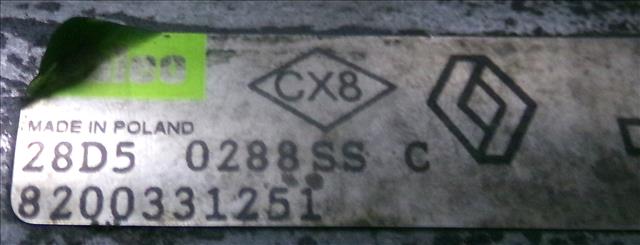 CX8
MADE IN POLAND
28D5 0288SS C
8200331251